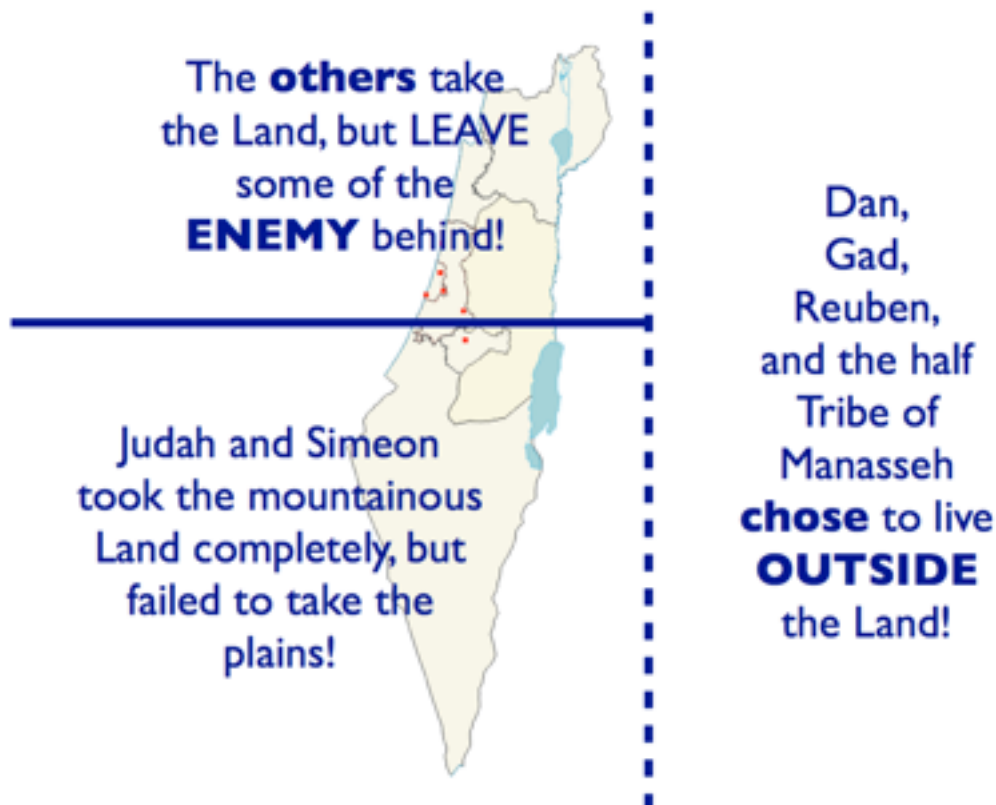 The others take
the Land, but LEAVE
some of the
ENEMY behind!
Judah and Simeon
took the mountainous
Land completely, but
failed to take the
plains!
Dan,
Gad,
Reuben,
and the half
Tribe of
Manasseh
chose to live
OUTSIDE
the Land!